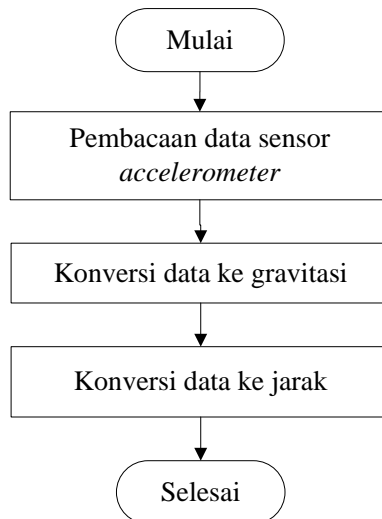 Mulai
Pembacaan data sensor
accelerometer
Konversi data ke gravitasi
Konversi data ke jarak
Selesai